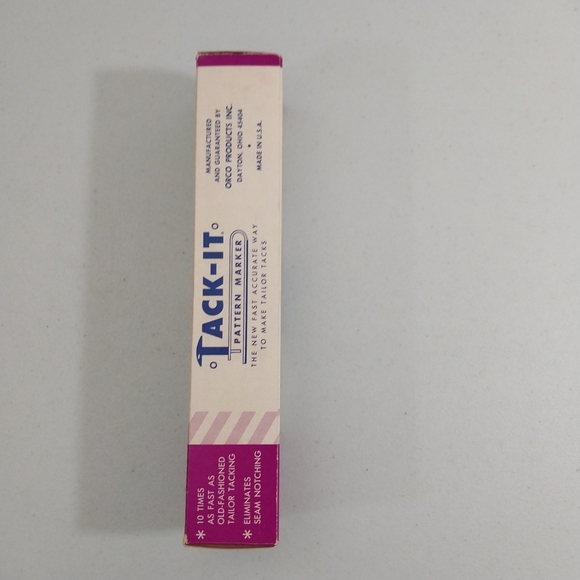 * 10 TIMES
AS FAST AS
OLD-FASHIONED
TAILOR TACKING
* ELIMINATES
SEAM NOTCHING
TACK-IT
PATTERN MARKER
THE NEW FAST ACCURATE WAY
TO MAKE TAILOR TACKS
MANUFACTURED
AND GUARANTEED BY
ORCO PRODUCTS INC.
DAYTON, OHIO 45404
•
MADE IN U.S.A.